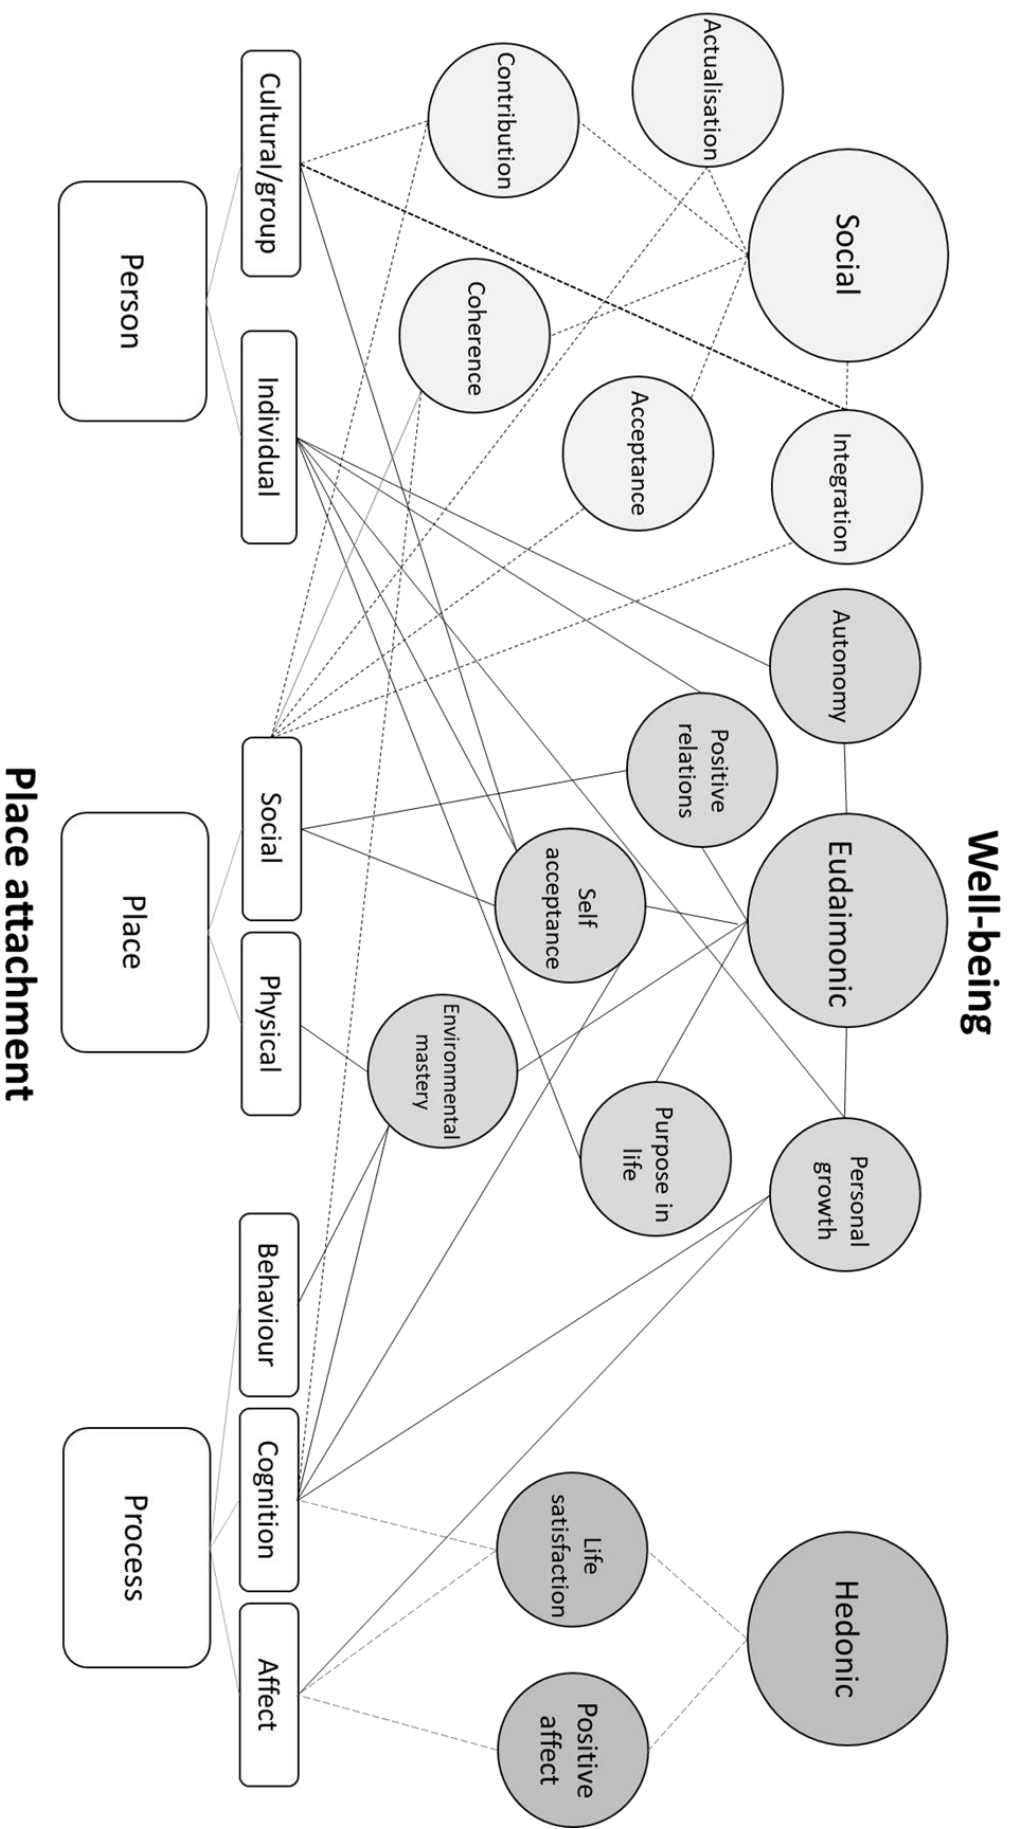 Well-being
Social
Eudaimonic
Hedonic
Actualisation
Integration
Autonomy
Personal
growth
Contribution
Acceptance
Positive
relations
Purpose in
life
Coherence
Self
acceptance
Environmental
mastery
Life
satisfaction
Positive
affect
Cultural/group
Individual
Social
Physical
Behaviour
Cognition
Affect
Person
Place
Process
Place attachment